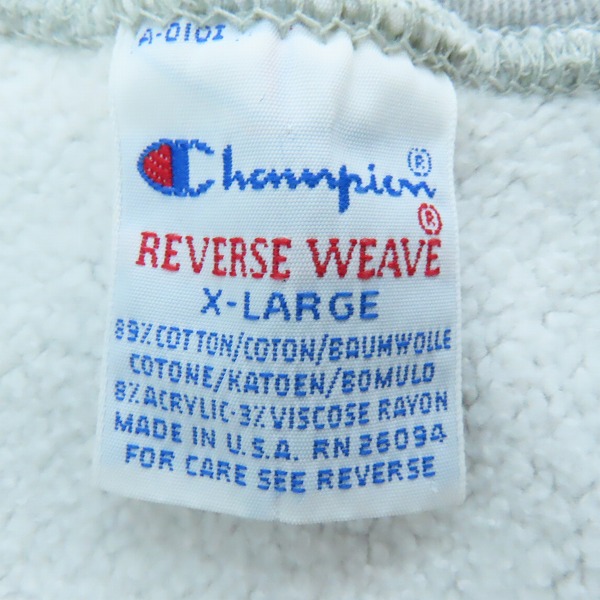 A-0101
Champion®
REVERSE WEAVE®
X-LARGE
89% COTTON/COTON/BAUMWOLLE
COTONE/KATOEN/BOMULD
8% ACRYLIC-3% VISCOSE RAYON
MADE IN U.S.A. RN 26094
FOR CARE SEE REVERSE